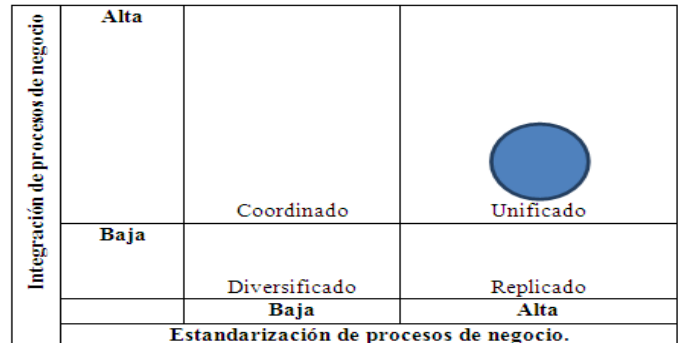 Integración de procesos de negocio
Alta
Coordinado
Unificado
Baja
Diversificado
Replicado
Baja
Alta
Estandarización de procesos de negocio.